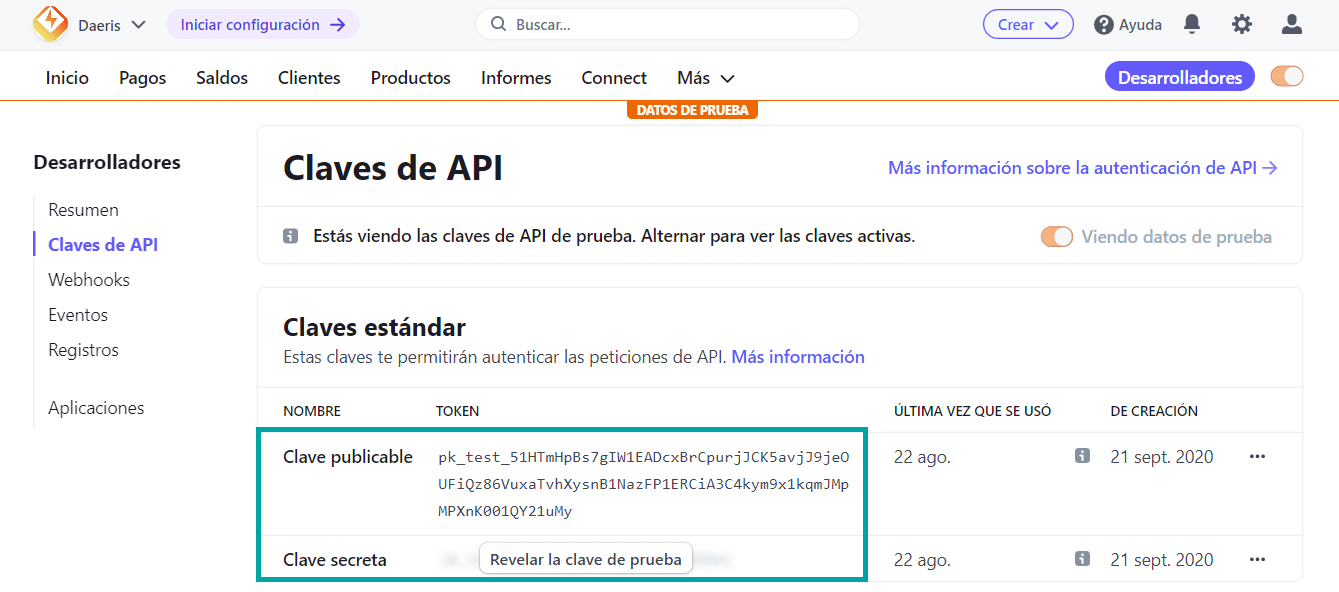 Daeris
Iniciar configuración
Buscar...
Crear
Ayuda
Inicio
Pagos
Saldos
Clientes
Productos
Informes
Connect
Más
Desarrolladores
DATOS DE PRUEBA
Desarrolladores
Resumen
Claves de API
Webhooks
Eventos
Registros
Aplicaciones
Claves de API
Más información sobre la autenticación de API
Estás viendo las claves de API de prueba. Alternar para ver las claves activas.
Viendo datos de prueba
Claves estándar
Estas claves te permitirán autenticar las peticiones de API. Más información
NOMBRE TOKEN ÚLTIMA VEZ QUE SE USÓ DE CREACIÓN
Clave publicable pk_test_51HTmHpBs7gIW1EADcxBrCpurjJCK5avjJ9jeO 22 ago. 21 sept. 2020
UFiQz86VuxaTvhXysnB1NazFP1ERCiA3C4kym9x1kqmJMp
MPXnK001QY21uMy
Clave secreta Revelar la clave de prueba 22 ago. 21 sept. 2020